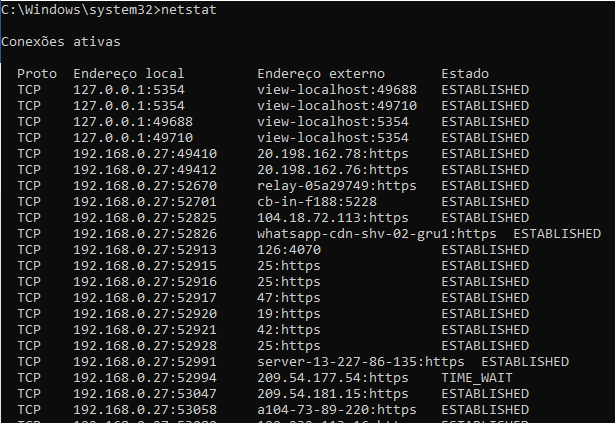 C:\Windows\system32>netstat
Conexões ativas
Proto Endereço local Endereço externo Estado
TCP 127.0.0.1:5354 view-localhost:49688 ESTABLISHED
TCP 127.0.0.1:5354 view-localhost:49710 ESTABLISHED
TCP 127.0.0.1:49688 view-localhost:5354 ESTABLISHED
TCP 127.0.0.1:49710 view-localhost:5354 ESTABLISHED
TCP 192.168.0.27:49410 20.198.162.78:https ESTABLISHED
TCP 192.168.0.27:49412 20.198.162.76:https ESTABLISHED
TCP 192.168.0.27:52670 relay-05a29749:https ESTABLISHED
TCP 192.168.0.27:52701 cb-in-f188:5228 ESTABLISHED
TCP 192.168.0.27:52825 104.18.72.113:https ESTABLISHED
TCP 192.168.0.27:52826 whatsapp-cdn-shv-02-gru1:https ESTABLISHED
TCP 192.168.0.27:52913 126:4070 ESTABLISHED
TCP 192.168.0.27:52915 25:https ESTABLISHED
TCP 192.168.0.27:52916 25:https ESTABLISHED
TCP 192.168.0.27:52917 47:https ESTABLISHED
TCP 192.168.0.27:52920 19:https ESTABLISHED
TCP 192.168.0.27:52921 42:https ESTABLISHED
TCP 192.168.0.27:52928 25:https ESTABLISHED
TCP 192.168.0.27:52991 server-13-227-86-135:https ESTABLISHED
TCP 192.168.0.27:52994 209.54.177.54:https TIME_WAIT
TCP 192.168.0.27:53047 209.54.181.15:https ESTABLISHED
TCP 192.168.0.27:53058 a104-73-89-220:https ESTABLISHED